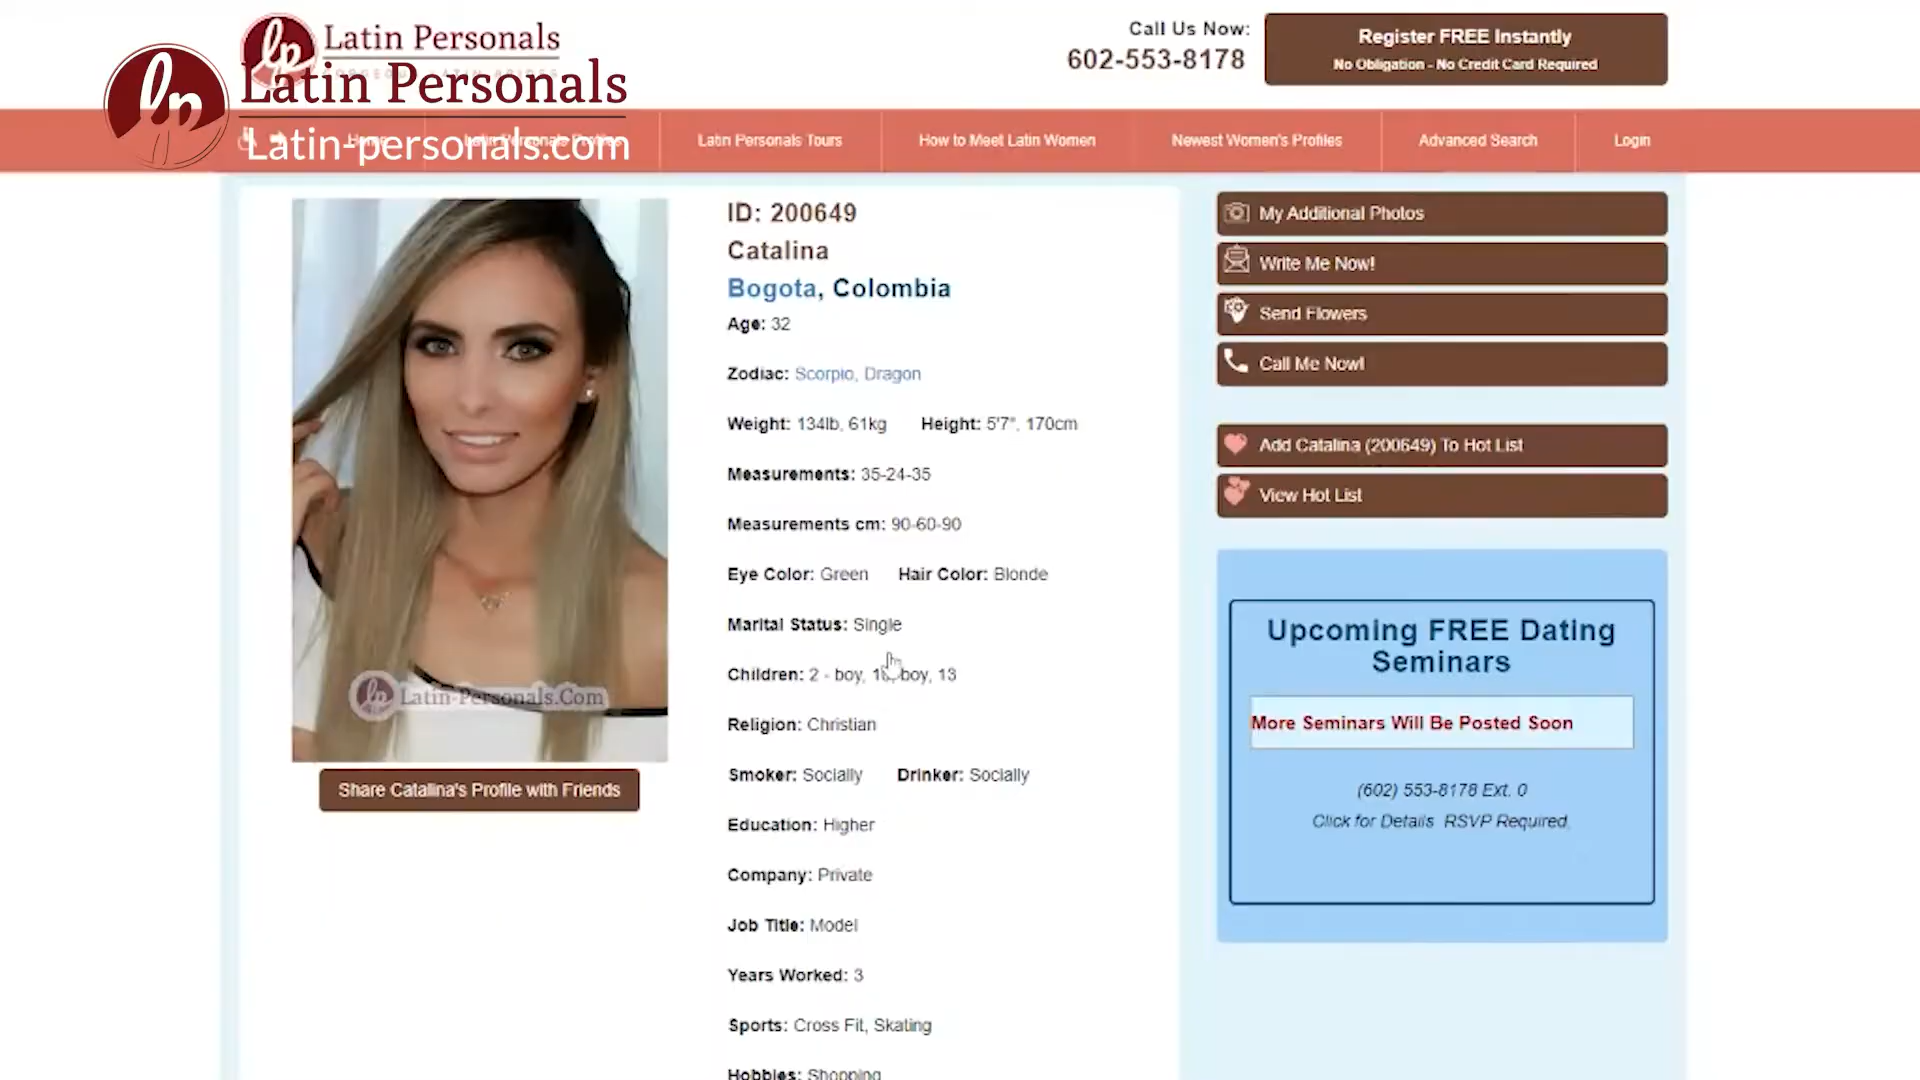 Latin Personals
Latin Personals
Latin-personals.com
Call Us Now:
602-553-8178
Register FREE Instantly
No Obligation - No Credit Card Required
Home
Latin Personals Tours
How to Meet Latin Women
Newest Women's Profiles
Advanced Search
Login
Latin-Personals.Com
Share Catalina's Profile with Friends
ID: 200649
Catalina
Bogota, Colombia
Age: 32
Zodiac: Scorpio, Dragon
Weight: 134lb, 61kg Height: 5'7", 170cm
Measurements: 35-24-35
Measurements cm: 90-60-90
Eye Color: Green Hair Color: Blonde
Marital Status: Single
Children: 2 - boy, boy, 13
Religion: Christian
Smoker: Socially Drinker: Socially
Education: Higher
Company: Private
Job Title: Model
Years Worked: 3
Sports: Cross Fit, Skating
Hobbies: Shopping
My Additional Photos
Write Me Now!
Send Flowers
Call Me Now!
Add Catalina (200649) To Hot List
View Hot List
Upcoming FREE Dating
Seminars
More Seminars Will Be Posted Soon
(602) 553-8178 Ext. 0
Click for Details RSVP Required.